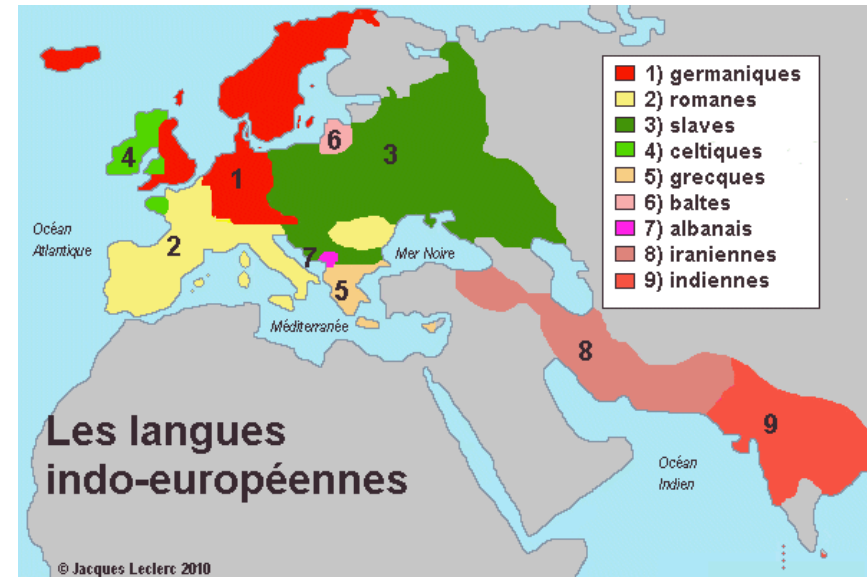 1) germaniques
2) romanes
3) slaves
4) celtiques
5) grecques
6) baltes
7) albanais
8) iraniennes
9) indiennes
6
3
4
1
Océan
Atlantique
2
7
Mer Noire
5
Méditerranée
8
9
Les langues
indo-européennes
Océan
Indien
© Jacques Leclerc 2010